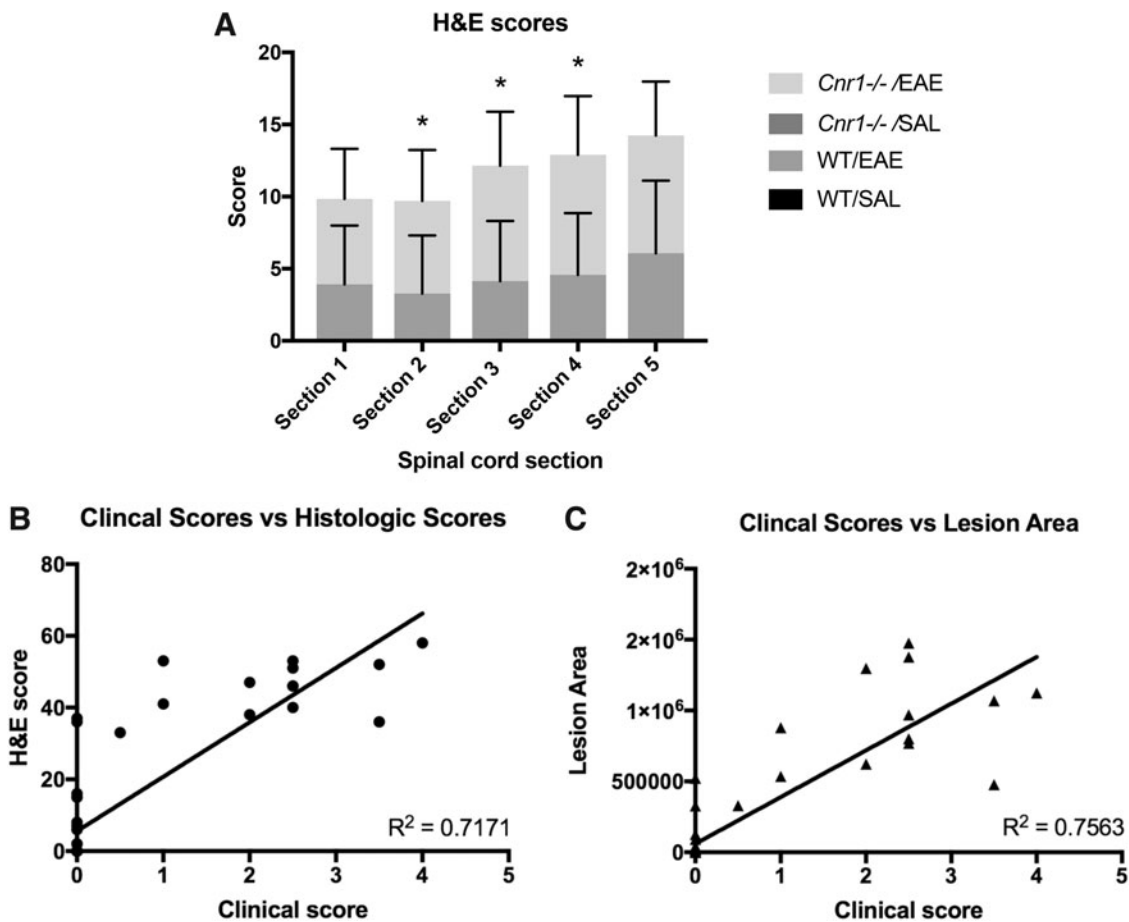 A
H&E scores
20
15
10
5
0
Score
* * *
Section 1
Section 2
Section 3
Section 4
Section 5
Spinal cord section
Cnr1-/- /EAE
Cnr1-/- /SAL
WT/EAE
WT/SAL
B
Clincal Scores vs Histologic Scores
80
60
40
20
0
H&E score
R² = 0.7171
0 1 2 3 4 5
Clinical score
C
Clincal Scores vs Lesion Area
2×10⁶
2×10⁶
1×10⁶
500000
0
Lesion Area
R² = 0.7563
0 1 2 3 4 5
Clinical score